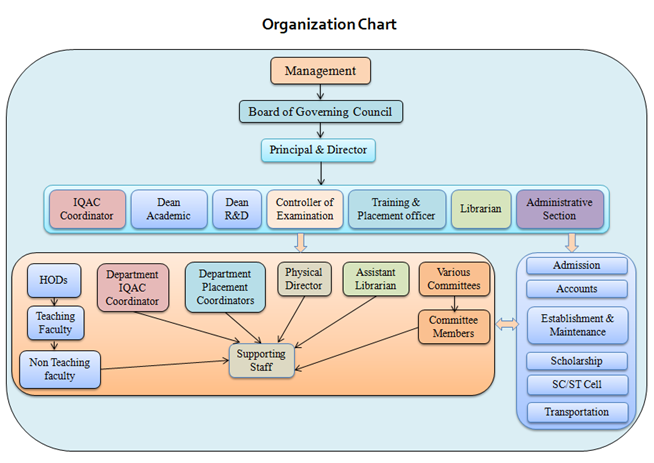 Organization Chart
Management
Board of Governing Council
Principal & Director
IQAC
Coordinator
Dean
Academic
Dean
R&D
Controller of
Examination
Training &
Placement officer
Librarian
Administrative
Section
HODs
Teaching
Faculty
Non Teaching
faculty
Department
IQAC
Coordinator
Department
Placement
Coordinators
Physical
Director
Assistant
Librarian
Various
Committees
Committee
Members
Supporting
Staff
Admission
Accounts
Establishment &
Maintenance
Scholarship
SC/ST Cell
Transportation